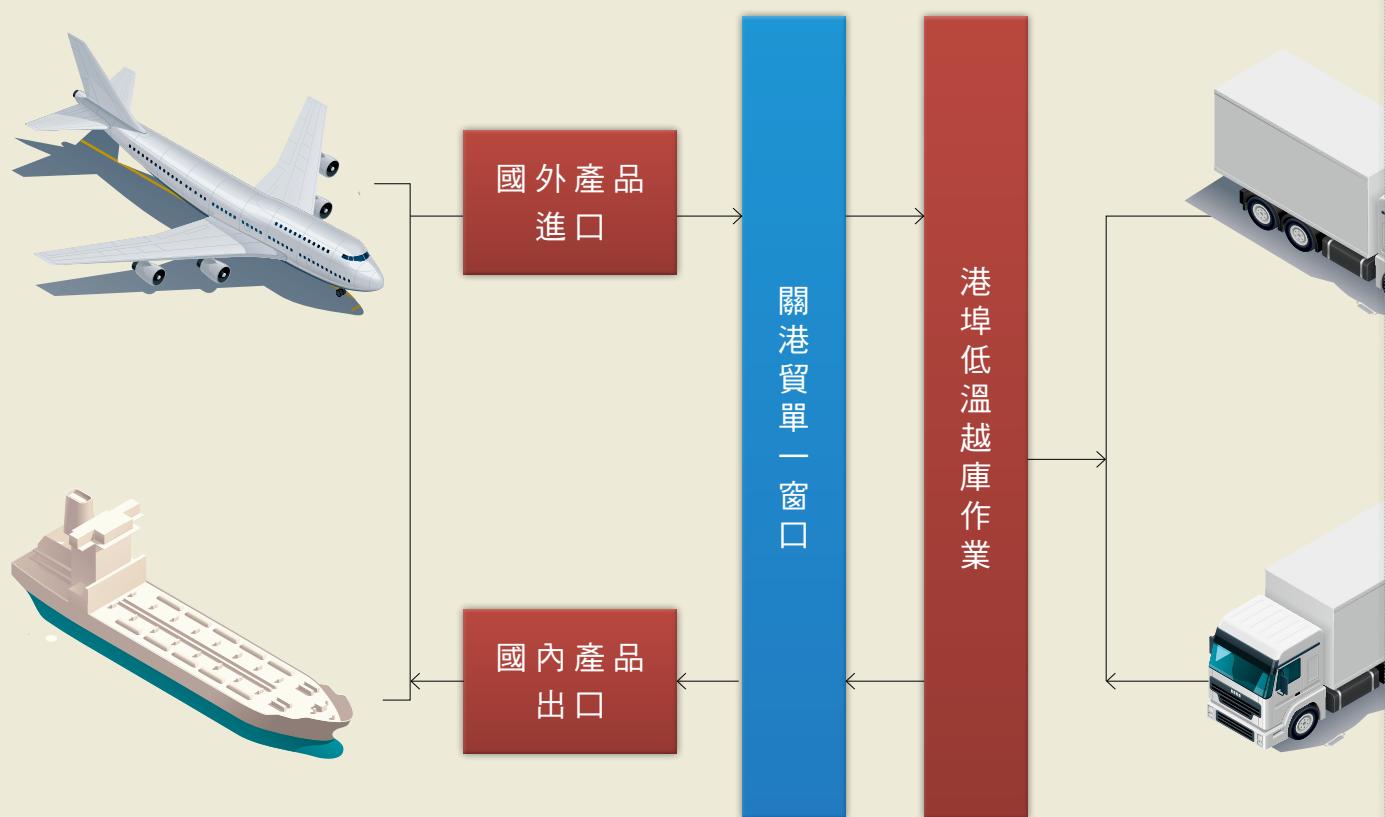 國外產品
進口
關港貿單一窗口
港埠低溫越庫作業
國內產品
出口